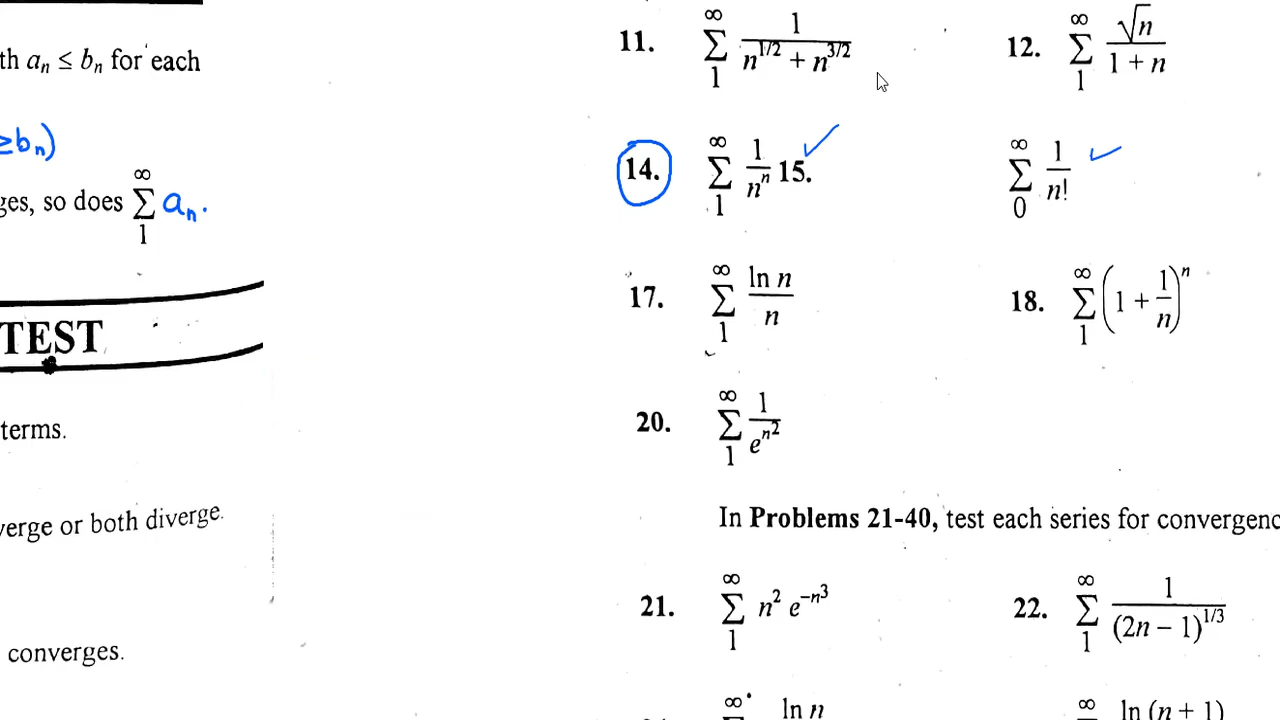 th aₙ ≤ bₙ for each
≥bₙ)
ges, so does ∑₁^∞ aₙ.
TEST
terms.
verge or both diverge.
converges.
11. ∑₁^∞ 1/(n^{1/2} + n^{3/2})
12. ∑₁^∞ √n/(1 + n)
14. ∑₁^∞ 1/nⁿ 15.
∑₀^∞ 1/n!
17. ∑₁^∞ ln n/n
18. ∑₁^∞ (1 + 1/n)ⁿ
20. ∑₁^∞ 1/e^{n²}
In Problems 21-40, test each series for convergenc
21. ∑₁^∞ n² e^{−n³}
22. ∑₁^∞ 1/(2n − 1)^{1/3}
∞ ln n
∞ ln (n + 1)